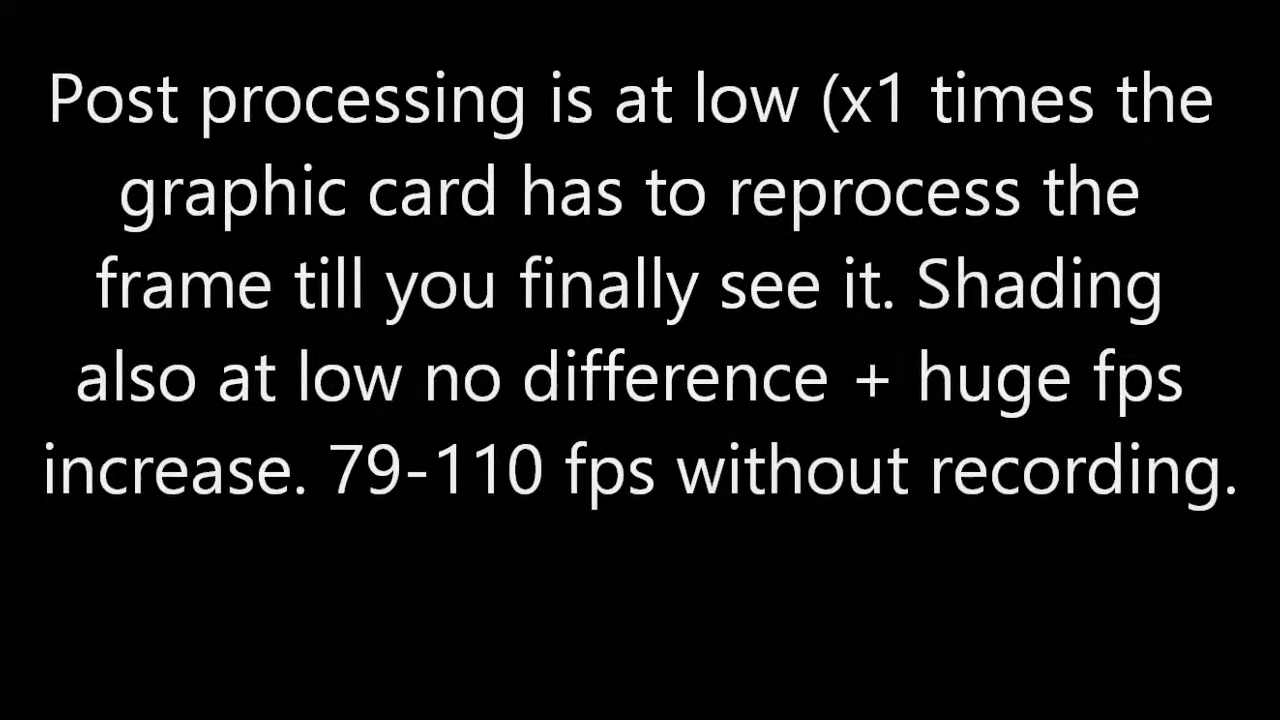 Post processing is at low (x1 times the
graphic card has to reprocess the
frame till you finally see it. Shading
also at low no difference + huge fps
increase. 79-110 fps without recording.